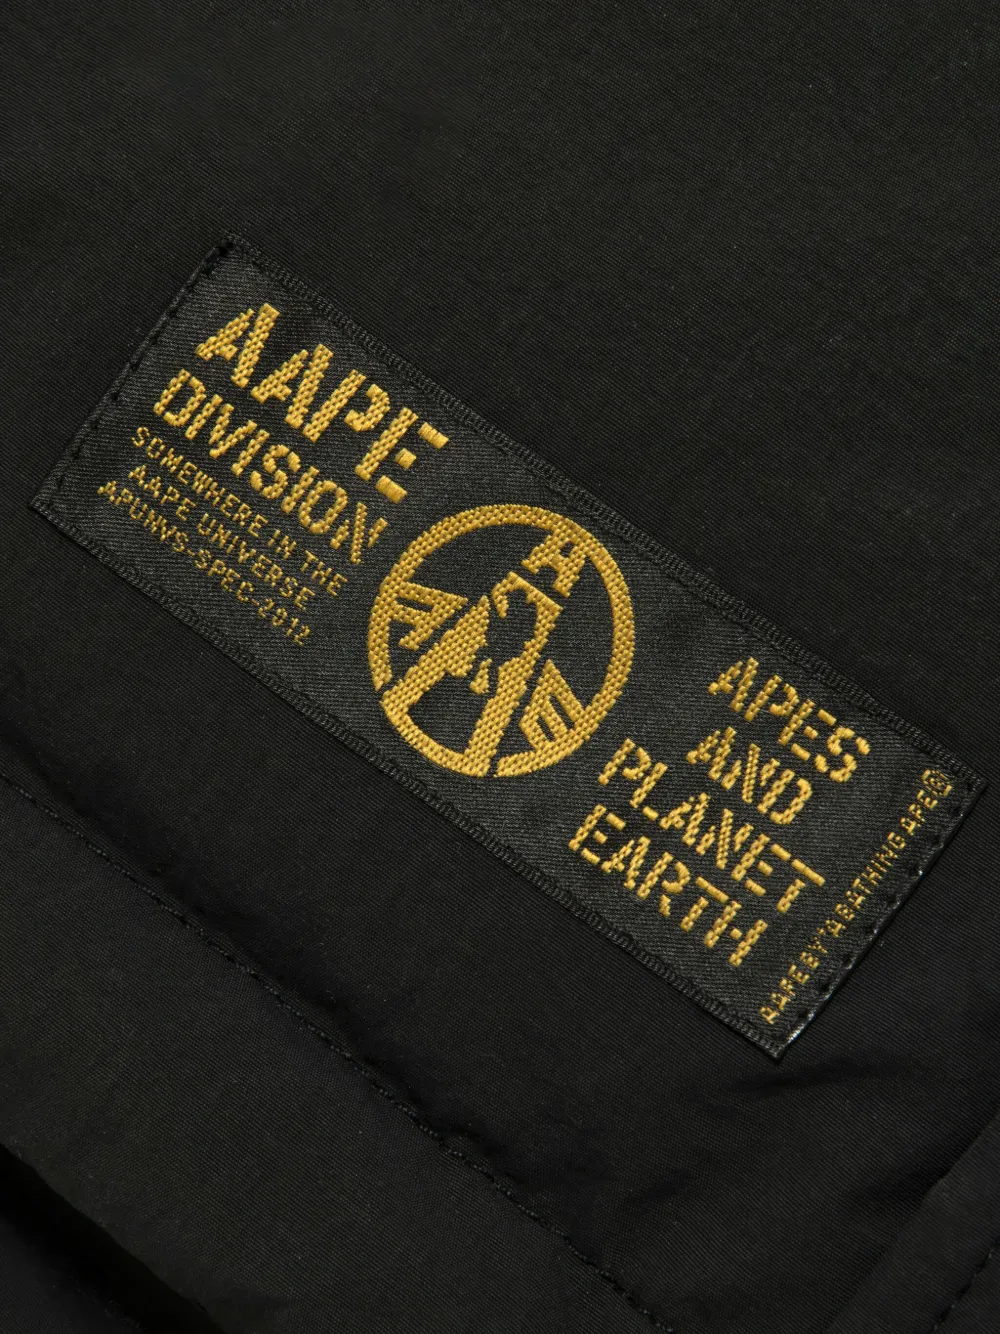 AAPE
DIVISION
SOMEWHERE IN THE
AAPE UNIVERSE
APUNVS-SPEC-2012
APES
AND
PLANET
EARTH
AAPE BY *A BATHING APE®